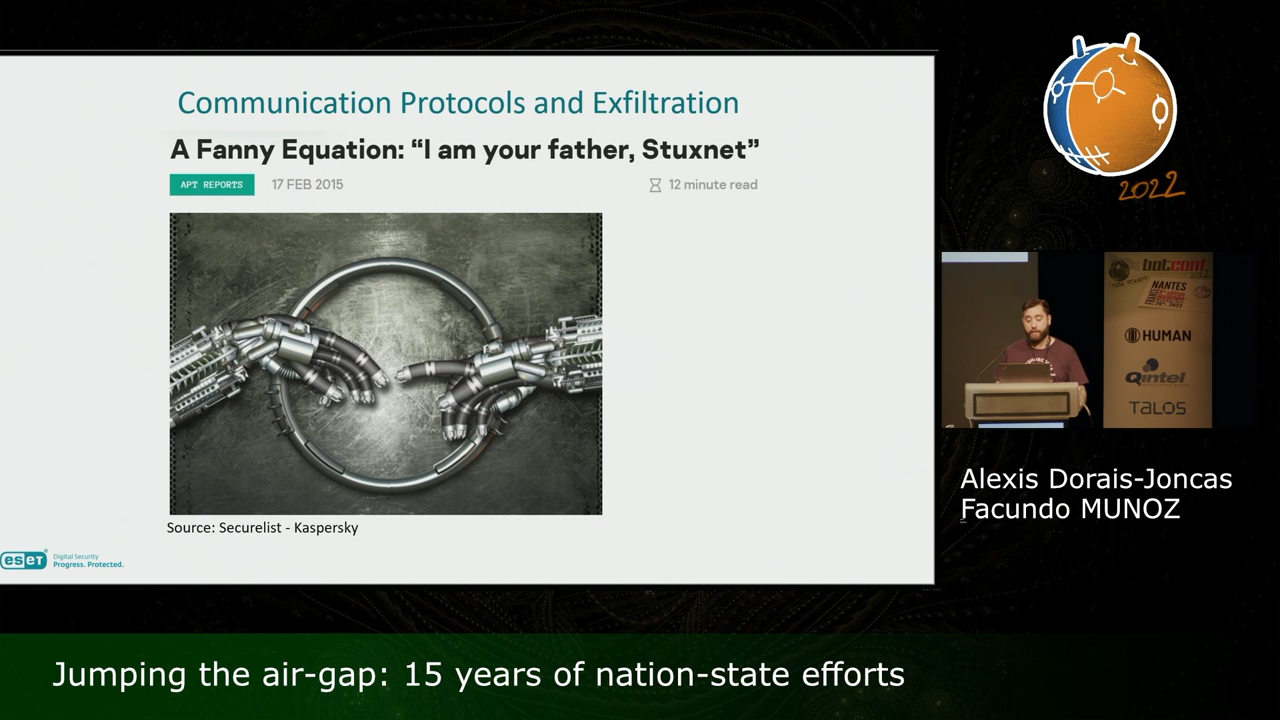 Communication Protocols and Exfiltration
A Fanny Equation: “I am your father, Stuxnet”
APT REPORTS
17 FEB 2015
12 minute read
Source: Securelist - Kaspersky
eseT
Digital Security
Progress. Protected.
2022
botconf
NANTES
HUMAN
Qintel
TALOS
Alexis Dorais-Joncas
Facundo MUNOZ
Jumping the air-gap: 15 years of nation-state efforts